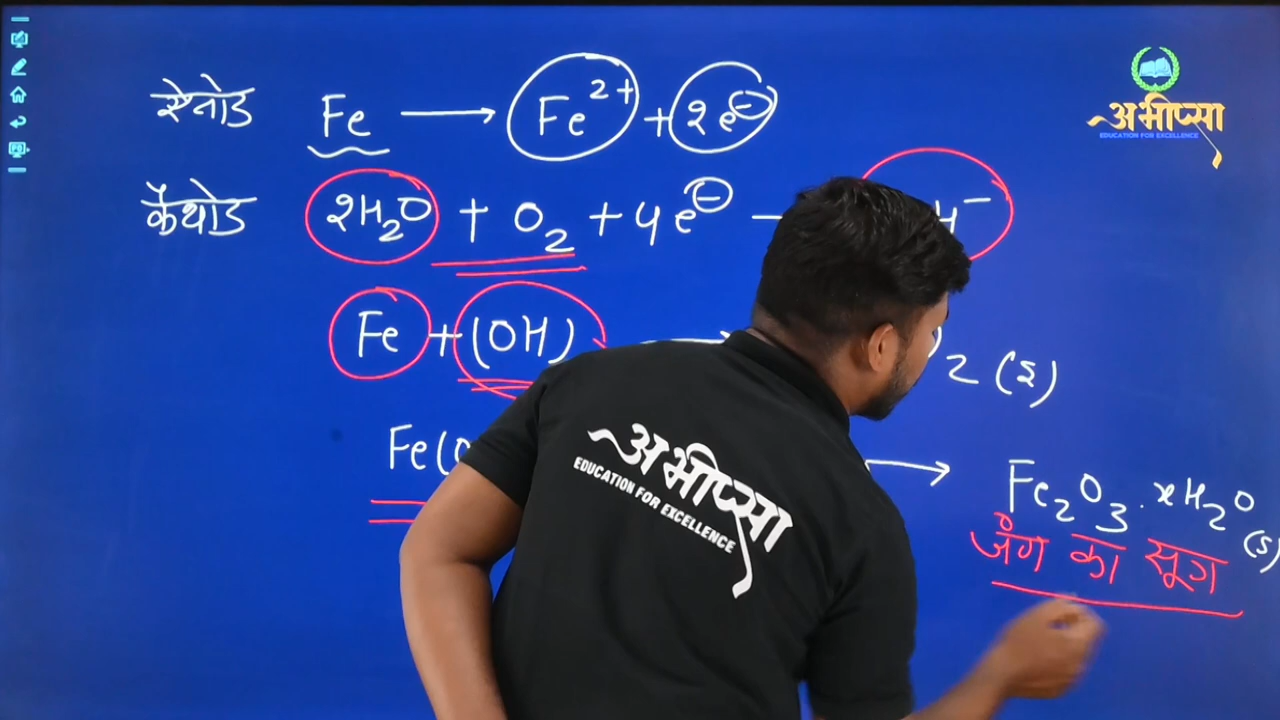 ऐनोड Fe ⟶ Fe²⁺ + 2e⊖
कैथोड 2H₂O + O₂ + 4e⊖ — H⁻
Fe + (OH) — 2 (s)
Fe(O ⟶ Fe₂O₃·xH₂O (s)
जंग का सूत्र
अभीप्सा
EDUCATION FOR EXCELLENCE
अभीप्सा
EDUCATION FOR EXCELLENCE